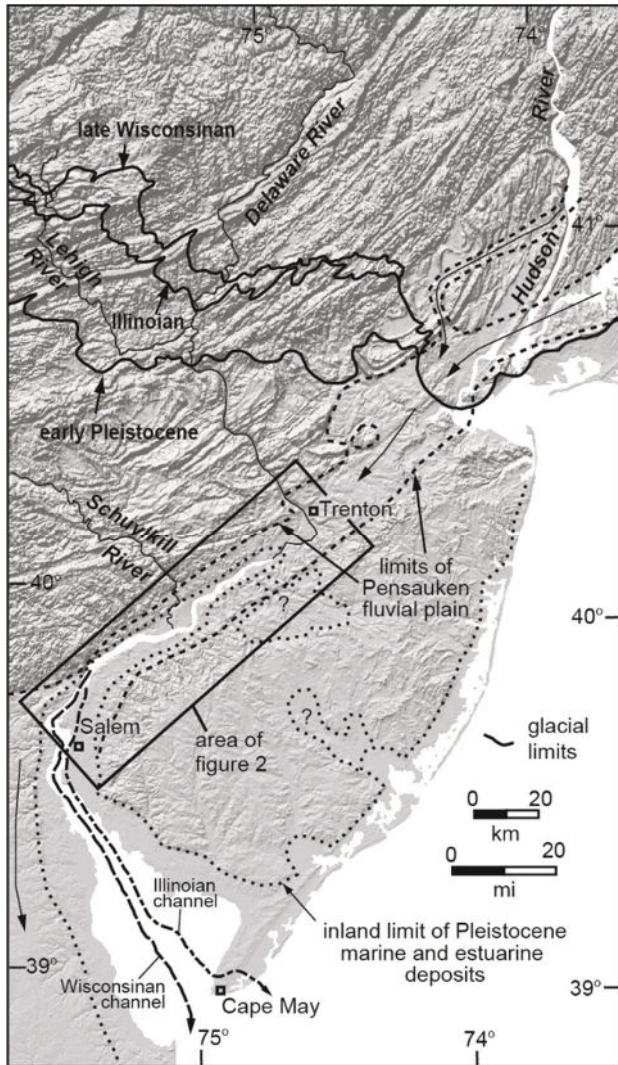 75
74
late Wisconsinan
Delaware River
River
Hudson
41°
Lehigh
River
Illinoian
early Pleistocene
Schuylkill
River
Trenton
40°
40°
limits of
Pensauken
fluvial plain
?
?
Salem
area of
figure 2
glacial
limits
0 20
km
0 20
mi
Illinoian
channel
inland limit of Pleistocene
marine and estuarine
deposits
39°
Wisconsinan
channel
Cape May
39°
75°
74°